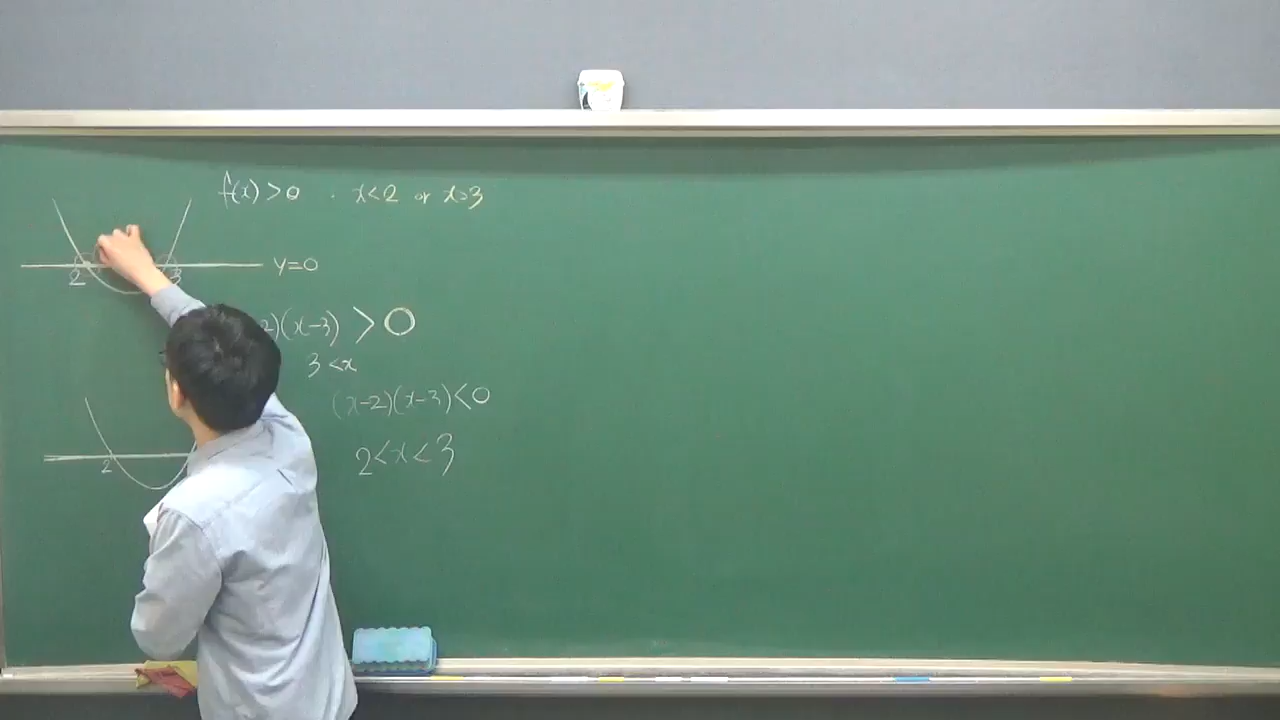 f(x)>0 . x<2 or x>3
y=0
2 3
2)(x-3) >0
3<x
(x-2)(x-3)<0
2
2<x<3